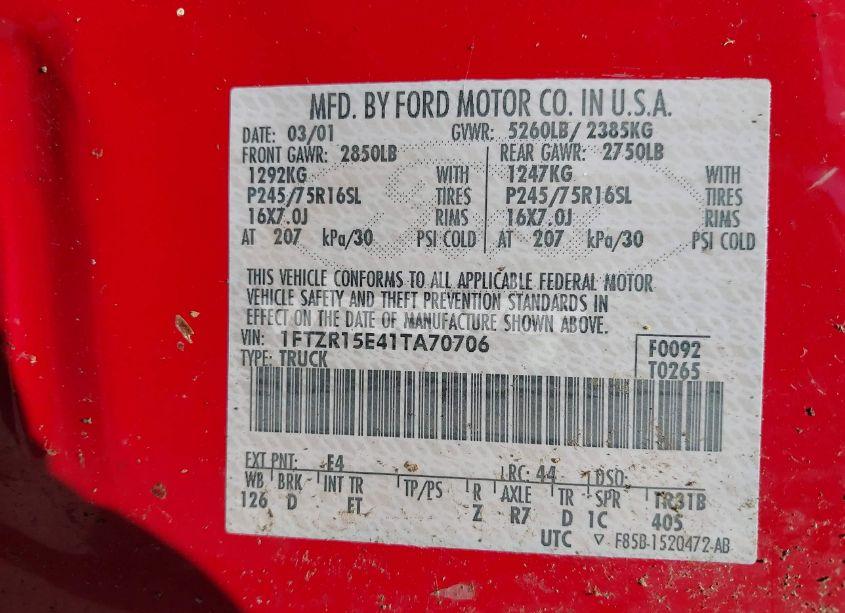 MFD. BY FORD MOTOR CO. IN U.S.A.
DATE: 03/01 GVWR: 5260LB/ 2385KG
FRONT GAWR: 2850LB REAR GAWR: 2750LB
1292KG WITH 1247KG WITH
P245/75R16SL TIRES P245/75R16SL TIRES
16X7.0J RIMS 16X7.0J RIMS
AT 207 kPa/30 PSI COLD AT 207 kPa/30 PSI COLD
THIS VEHICLE CONFORMS TO ALL APPLICABLE FEDERAL MOTOR
VEHICLE SAFETY AND THEFT PREVENTION STANDARDS IN
EFFECT ON THE DATE OF MANUFACTURE SHOWN ABOVE.
VIN: 1FTZR15E41TA70706 F0092
TYPE: TRUCK T0265
EXT PNT: E4 RC: 44 DSO:
WB BRK INT TR TP/PS R AXLE TR SPR TR3TB
126 D ET Z R7 D 1C 405
UTC ▽ F85B-1520472-AB